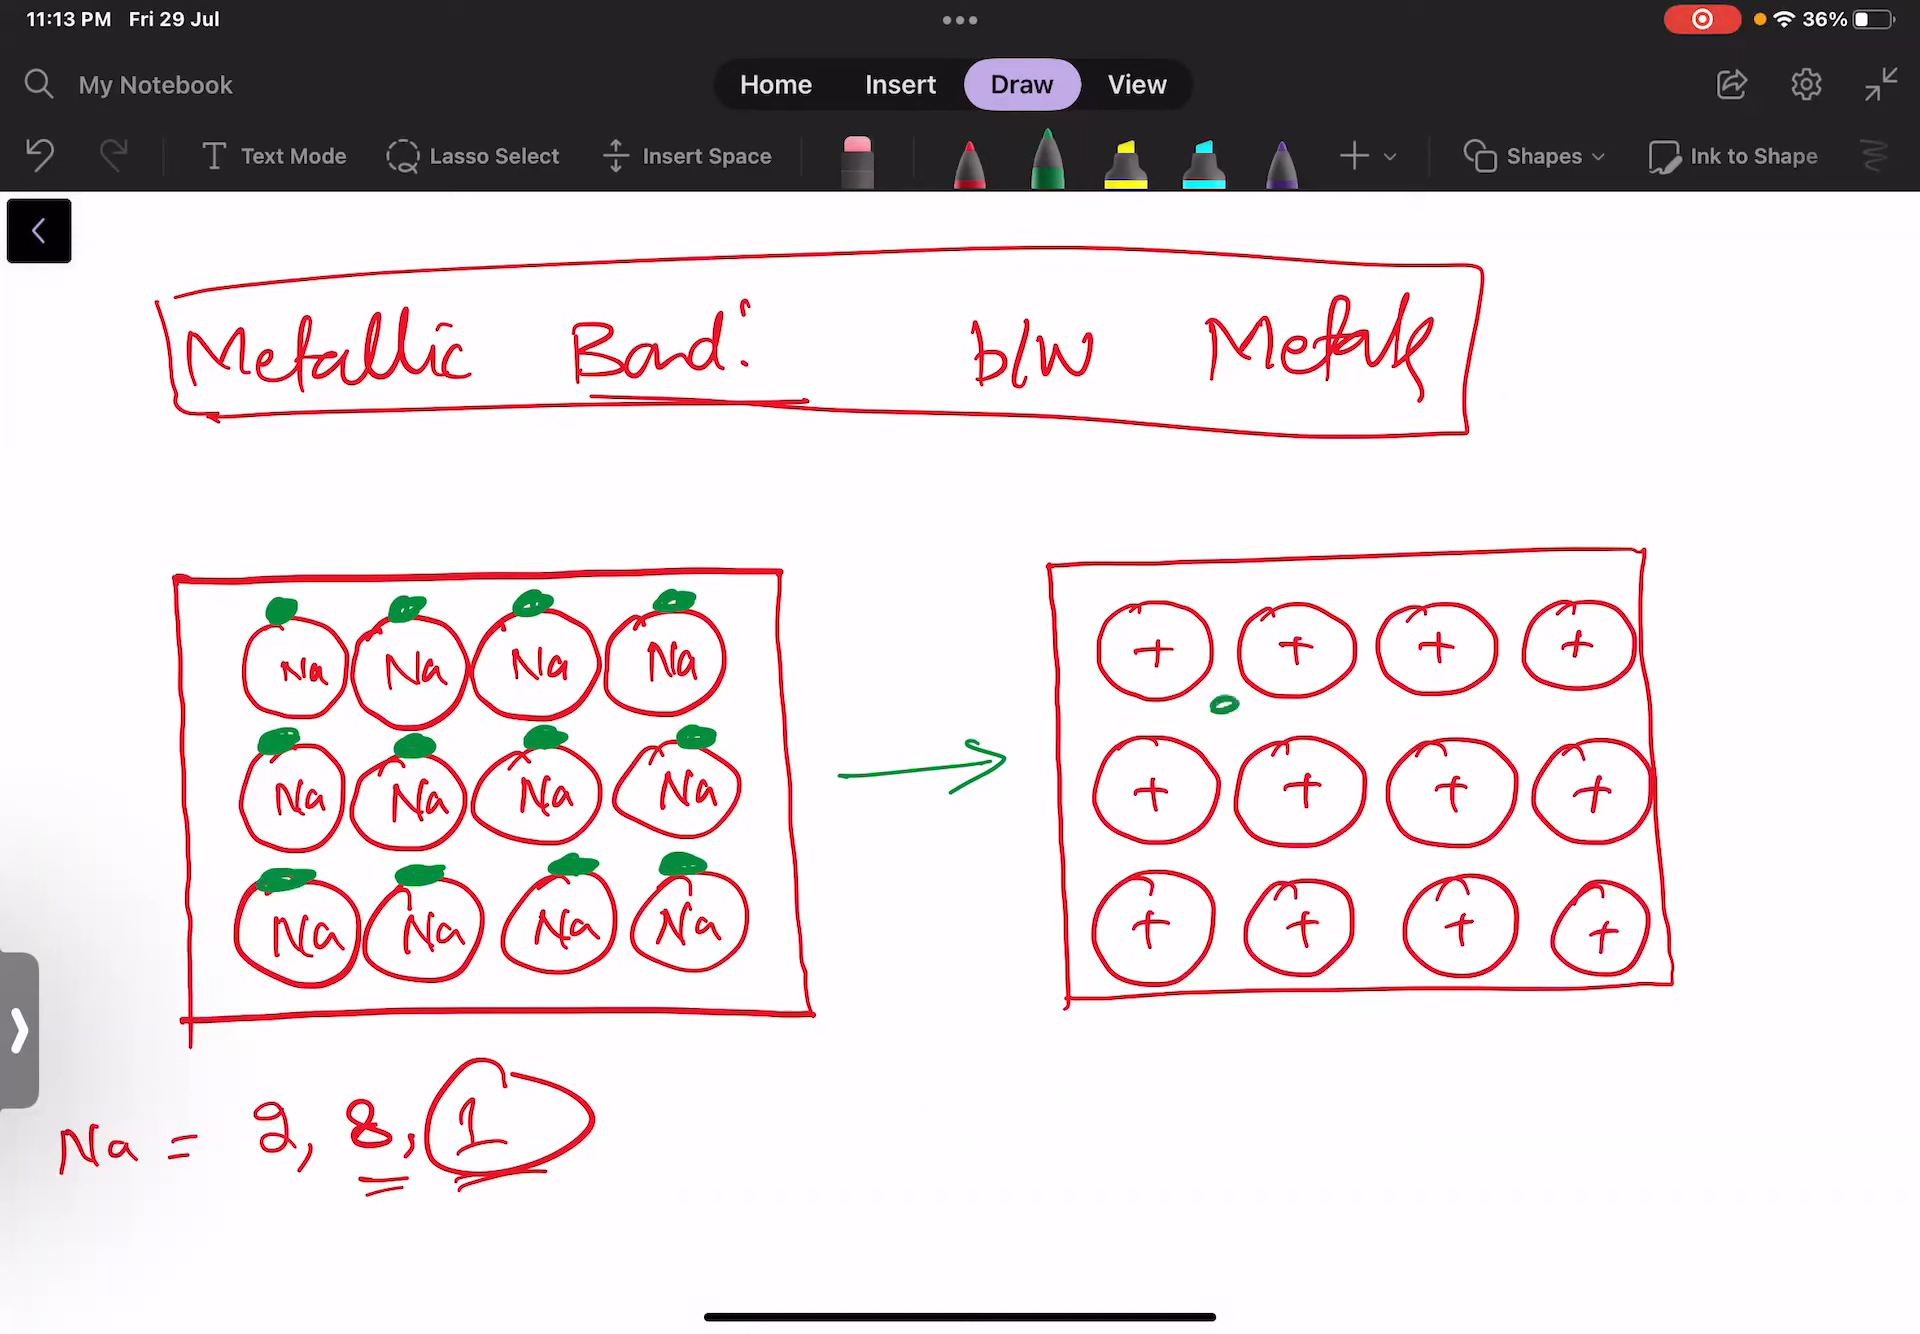 11:13 PM Fri 29 Jul 36%
My Notebook Home Insert Draw View
Text Mode Lasso Select Insert Space Shapes Ink to Shape
Metallic Bond: b/w Metals
Na Na Na Na + + + +
Na Na Na Na + + + +
Na Na Na Na + + + +
Na = 2, 8, 1